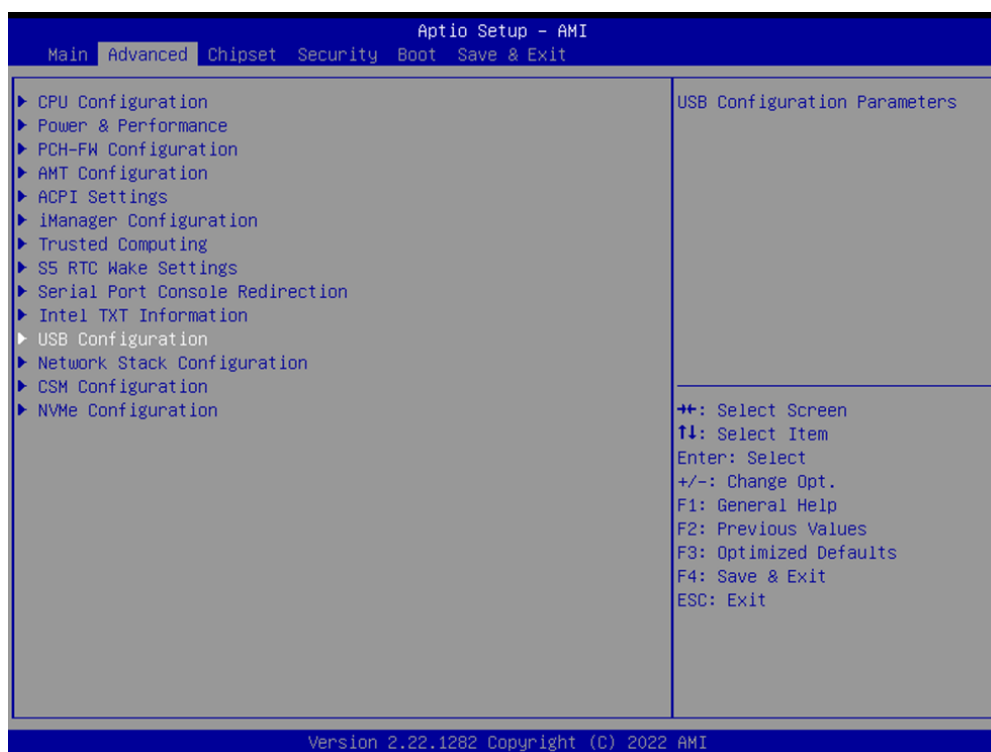 Aptio Setup – AMI
Main Advanced Chipset Security Boot Save & Exit
▶ CPU Configuration
▶ Power & Performance
▶ PCH-FW Configuration
▶ AMT Configuration
▶ ACPI Settings
▶ iManager Configuration
▶ Trusted Computing
▶ S5 RTC Wake Settings
▶ Serial Port Console Redirection
▶ Intel TXT Information
▶ USB Configuration
▶ Network Stack Configuration
▶ CSM Configuration
▶ NVMe Configuration
USB Configuration Parameters
→←: Select Screen
↑↓: Select Item
Enter: Select
+/-: Change Opt.
F1: General Help
F2: Previous Values
F3: Optimized Defaults
F4: Save & Exit
ESC: Exit
Version 2.22.1282 Copyright (C) 2022 AMI